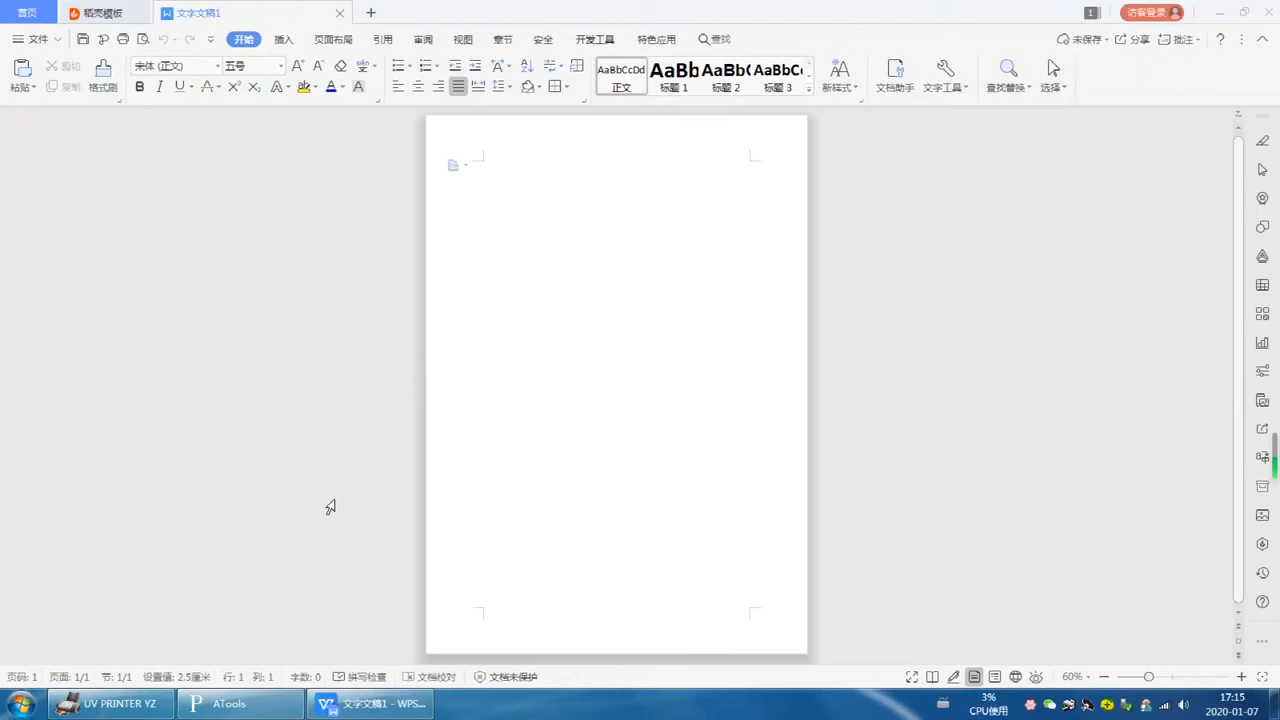 首页 稻壳模板 文字文稿1 1 访客登录
文件 开始 插入 页面布局 引用 审阅 视图 章节 安全 开发工具 特色应用 查找 未保存 分享 批注
粘贴 剪切 复制 格式刷 宋体 (正文) 五号 AaBbCcDd 正文 AaBb 标题 1 AaBb( 标题 2 AaBbC 标题 3 新样式 文档助手 文字工具 查找替换 选择
页码: 1 页面: 1/1 节: 1/1 设置值: 2.5厘米 行: 1 列: 1 字数: 0 拼写检查 文档校对 文档未保护 60%
UV PRINTER YZ ATools 文字文稿1 - WPS... 3% CPU使用 17:15
2020-01-07